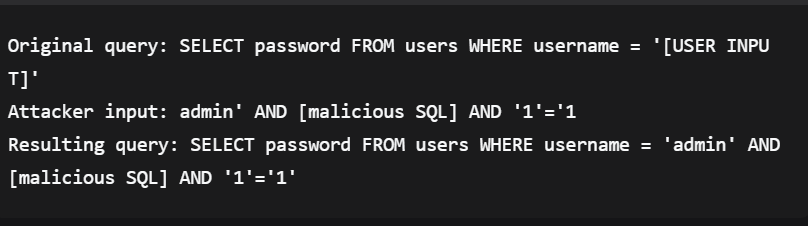 Original query: SELECT password FROM users WHERE username = '[USER INPU
T]'
Attacker input: admin' AND [malicious SQL] AND '1'='1
Resulting query: SELECT password FROM users WHERE username = 'admin' AND
[malicious SQL] AND '1'='1'